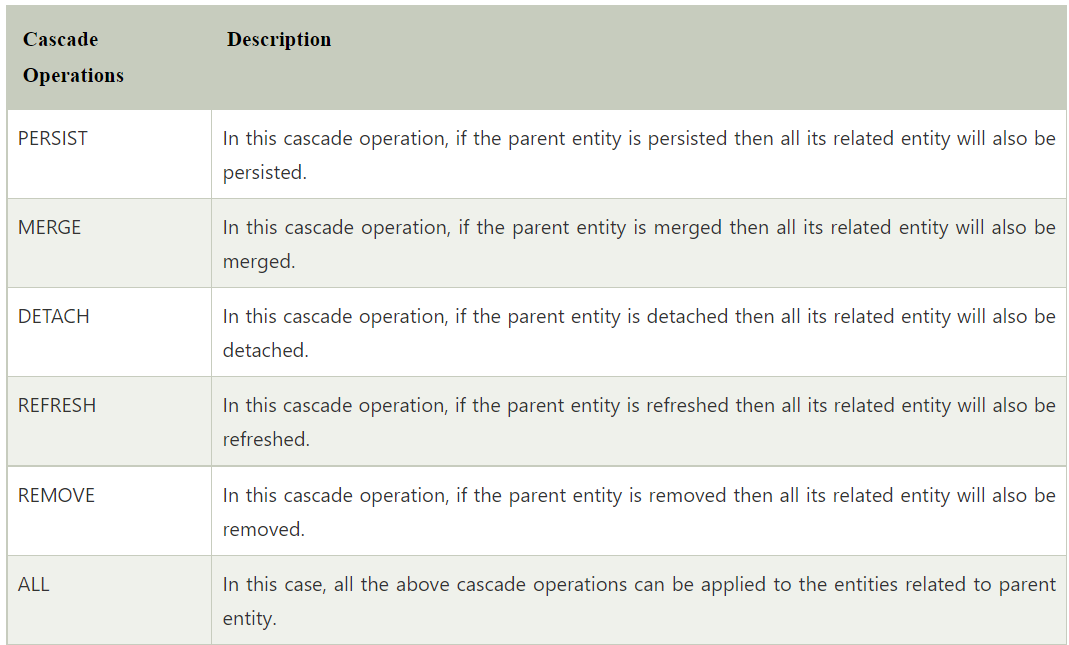 Cascade
Operations
Description
PERSIST
In this cascade operation, if the parent entity is persisted then all its related entity will also be
persisted.
MERGE
In this cascade operation, if the parent entity is merged then all its related entity will also be
merged.
DETACH
In this cascade operation, if the parent entity is detached then all its related entity will also be
detached.
REFRESH
In this cascade operation, if the parent entity is refreshed then all its related entity will also be
refreshed.
REMOVE
In this cascade operation, if the parent entity is removed then all its related entity will also be
removed.
ALL
In this case, all the above cascade operations can be applied to the entities related to parent
entity.